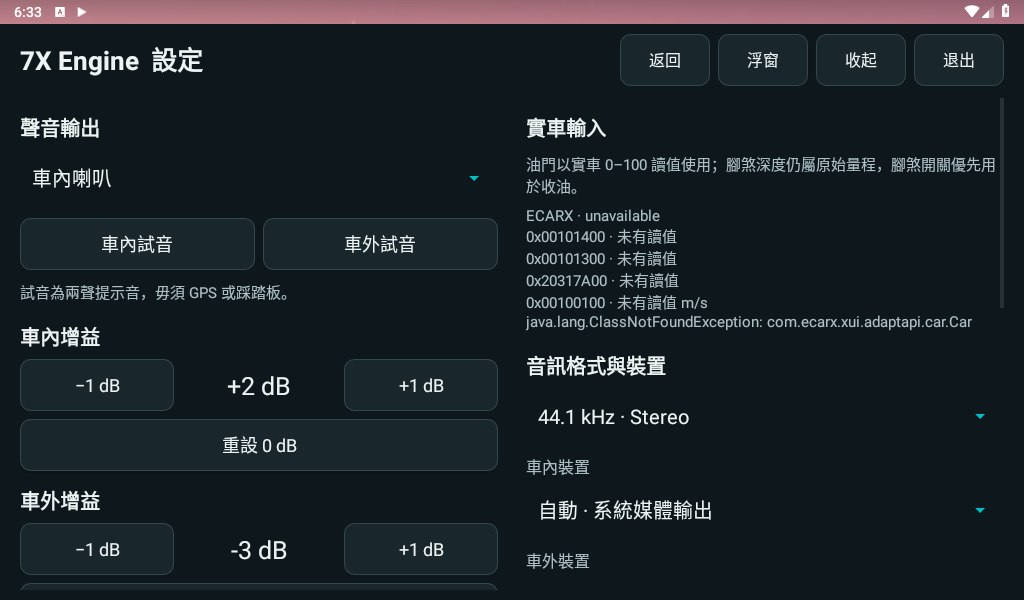 6:33
7X Engine 設定
返回
浮窗
收起
退出
聲音輸出
車內喇叭
車內試音
車外試音
試音為兩聲提示音，毋須 GPS 或踩踏板。
車內增益
−1 dB
+2 dB
+1 dB
重設 0 dB
車外增益
−1 dB
-3 dB
+1 dB
實車輸入
油門以實車 0–100 讀值使用；腳煞深度仍屬原始量程，腳煞開關優先用
於收油。
ECARX · unavailable
0x00101400 · 未有讀值
0x00101300 · 未有讀值
0x20317A00 · 未有讀值
0x00100100 · 未有讀值 m/s
java.lang.ClassNotFoundException: com.ecarx.xui.adaptapi.car.Car
音訊格式與裝置
44.1 kHz · Stereo
車內裝置
自動 · 系統媒體輸出
車外裝置